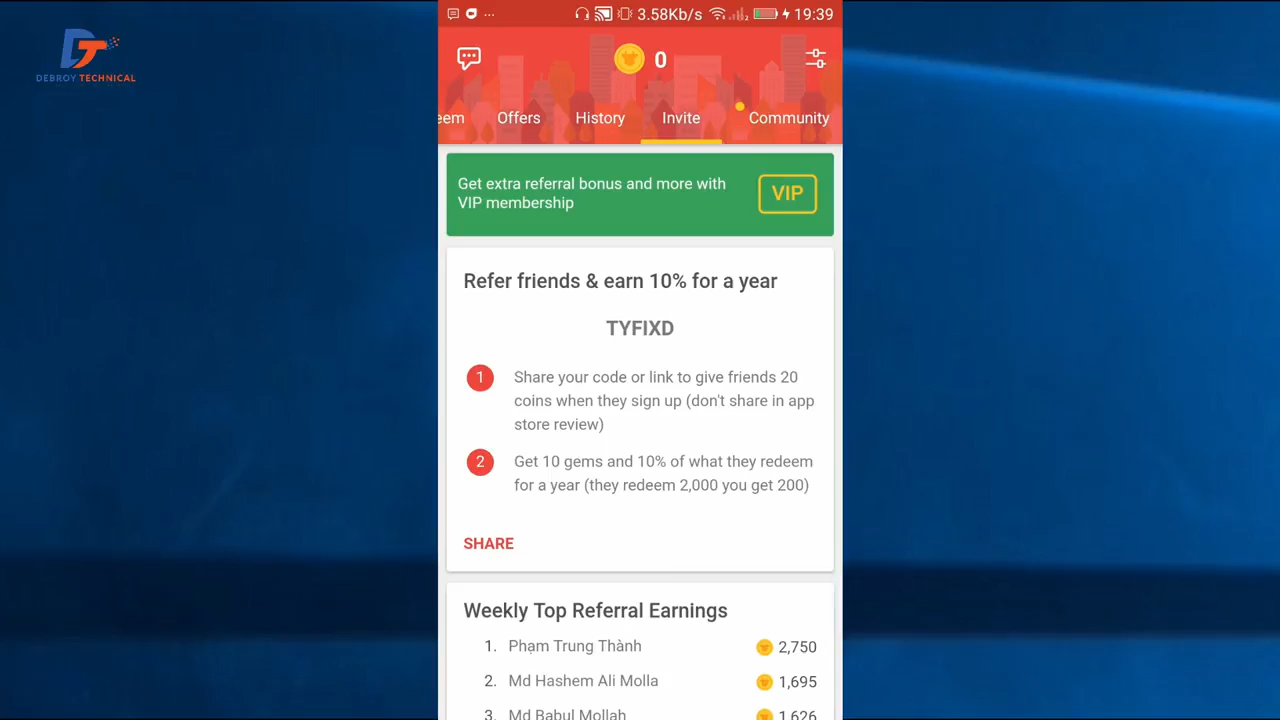 DEBROY TECHNICAL
... 3.58Kb/s 19:39
0
eem Offers History Invite Community
Get extra referral bonus and more with
VIP membership
VIP
Refer friends & earn 10% for a year
TYFIXD
1 Share your code or link to give friends 20
coins when they sign up (don't share in app
store review)
2 Get 10 gems and 10% of what they redeem
for a year (they redeem 2,000 you get 200)
SHARE
Weekly Top Referral Earnings
1. Phạm Trung Thành 2,750
2. Md Hashem Ali Molla 1,695
3. Md Babul Mollah 1,626